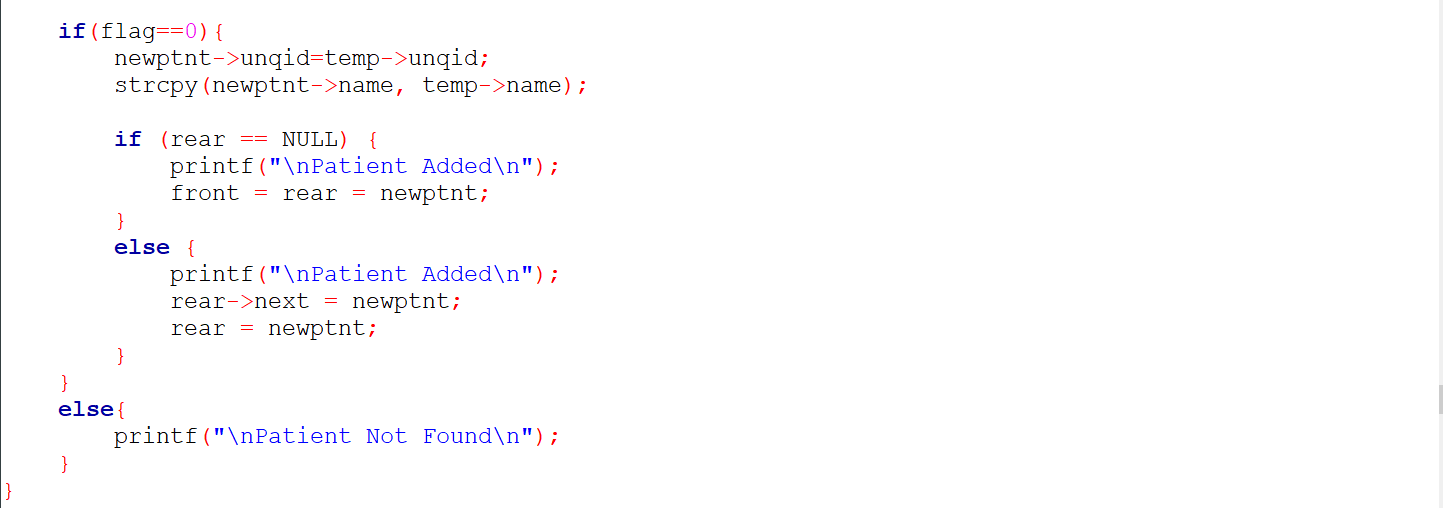 if(flag==0){
newptnt->unqid=temp->unqid;
strcpy(newptnt->name, temp->name);
if (rear == NULL) {
printf("\nPatient Added\n");
front = rear = newptnt;
}
else {
printf("\nPatient Added\n");
rear->next = newptnt;
rear = newptnt;
}
}
else{
printf("\nPatient Not Found\n");
}
}